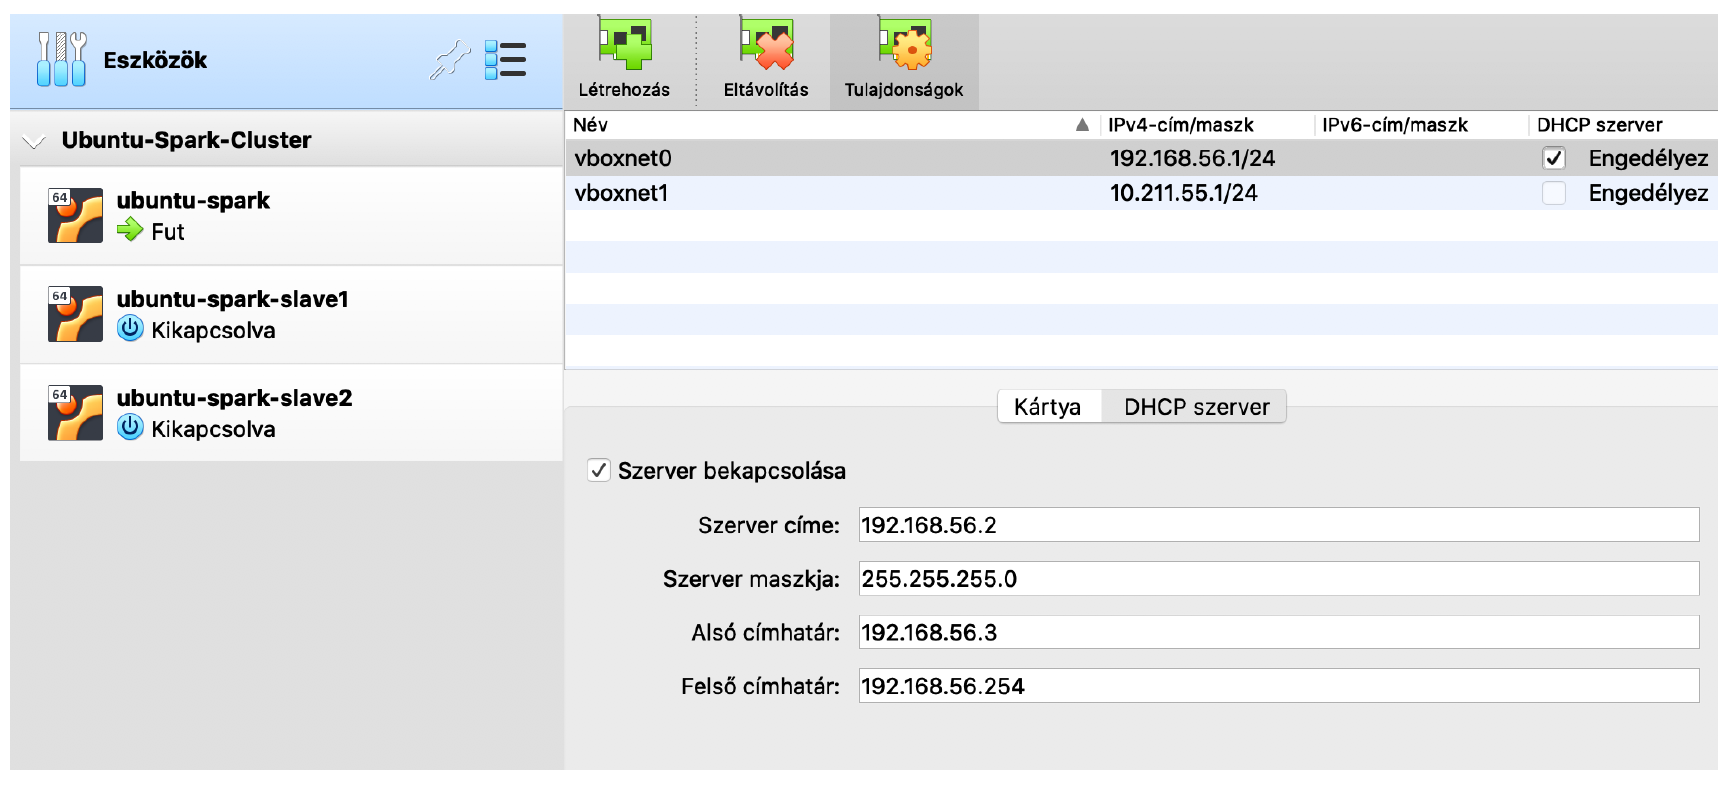 Eszközök
Ubuntu-Spark-Cluster
64
ubuntu-spark
Fut
64
ubuntu-spark-slave1
Kikapcsolva
64
ubuntu-spark-slave2
Kikapcsolva
Létrehozás Eltávolítás Tulajdonságok
Név IPv4-cím/maszk IPv6-cím/maszk DHCP szerver
vboxnet0 192.168.56.1/24 Engedélyez
vboxnet1 10.211.55.1/24 Engedélyez
Kártya DHCP szerver
Szerver bekapcsolása
Szerver címe: 192.168.56.2
Szerver maszkja: 255.255.255.0
Alsó címhatár: 192.168.56.3
Felső címhatár: 192.168.56.254